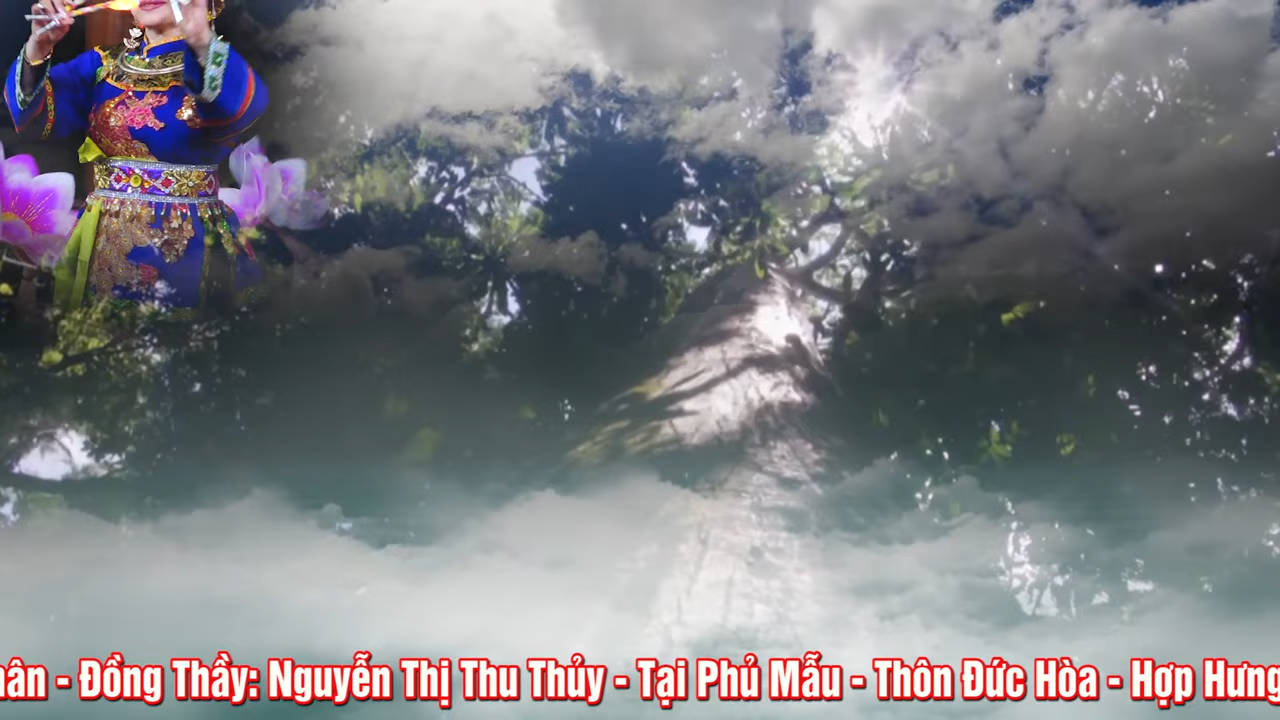 - Đồng Thầy: Nguyễn Thị Thu Thủy - Tại Phủ Mẫu - Thôn Đức Hòa - Hợp Hưng